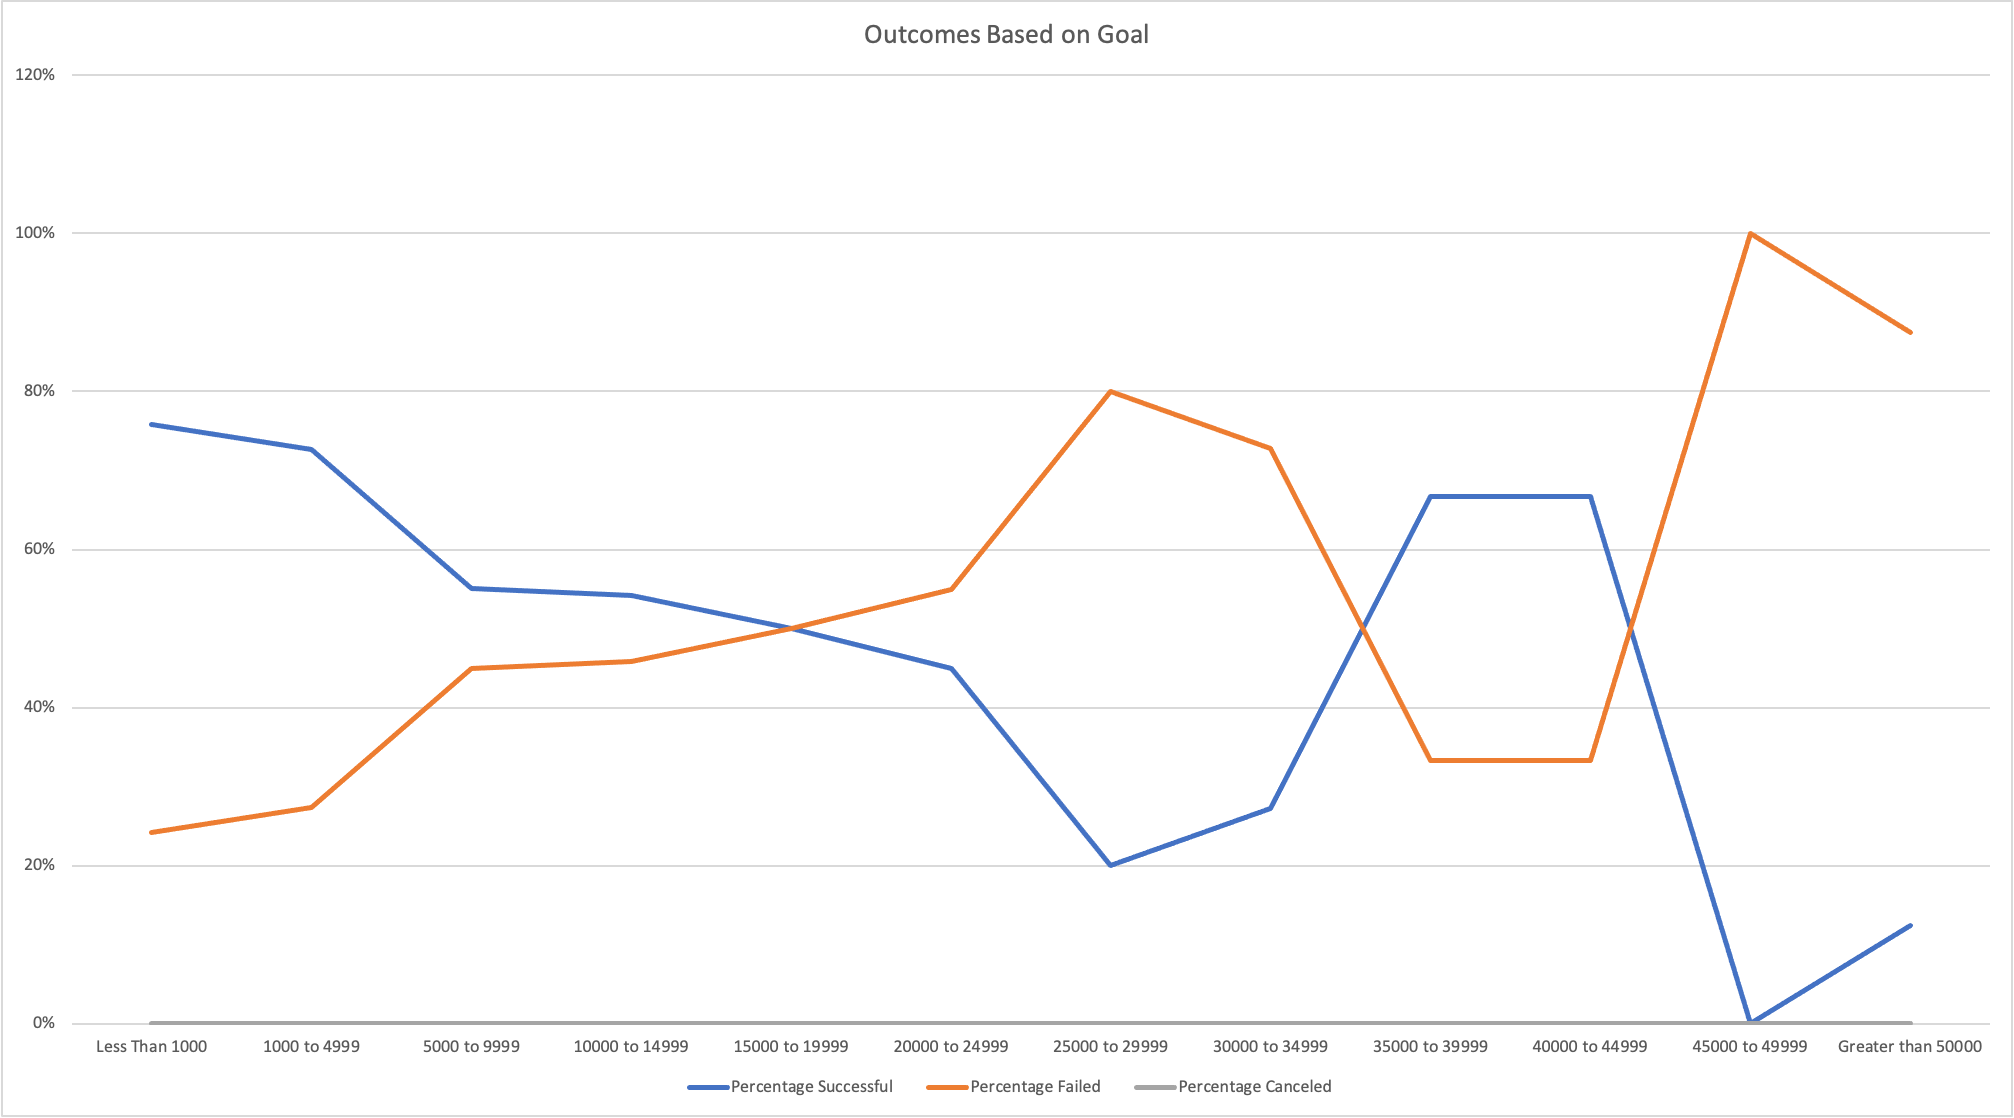 Outcomes Based on Goal
120%
100%
80%
60%
40%
20%
0%
Less Than 1000 1000 to 4999 5000 to 9999 10000 to 14999 15000 to 19999 20000 to 24999 25000 to 29999 30000 to 34999 35000 to 39999 40000 to 44999 45000 to 49999 Greater than 50000
Percentage Successful Percentage Failed Percentage Canceled